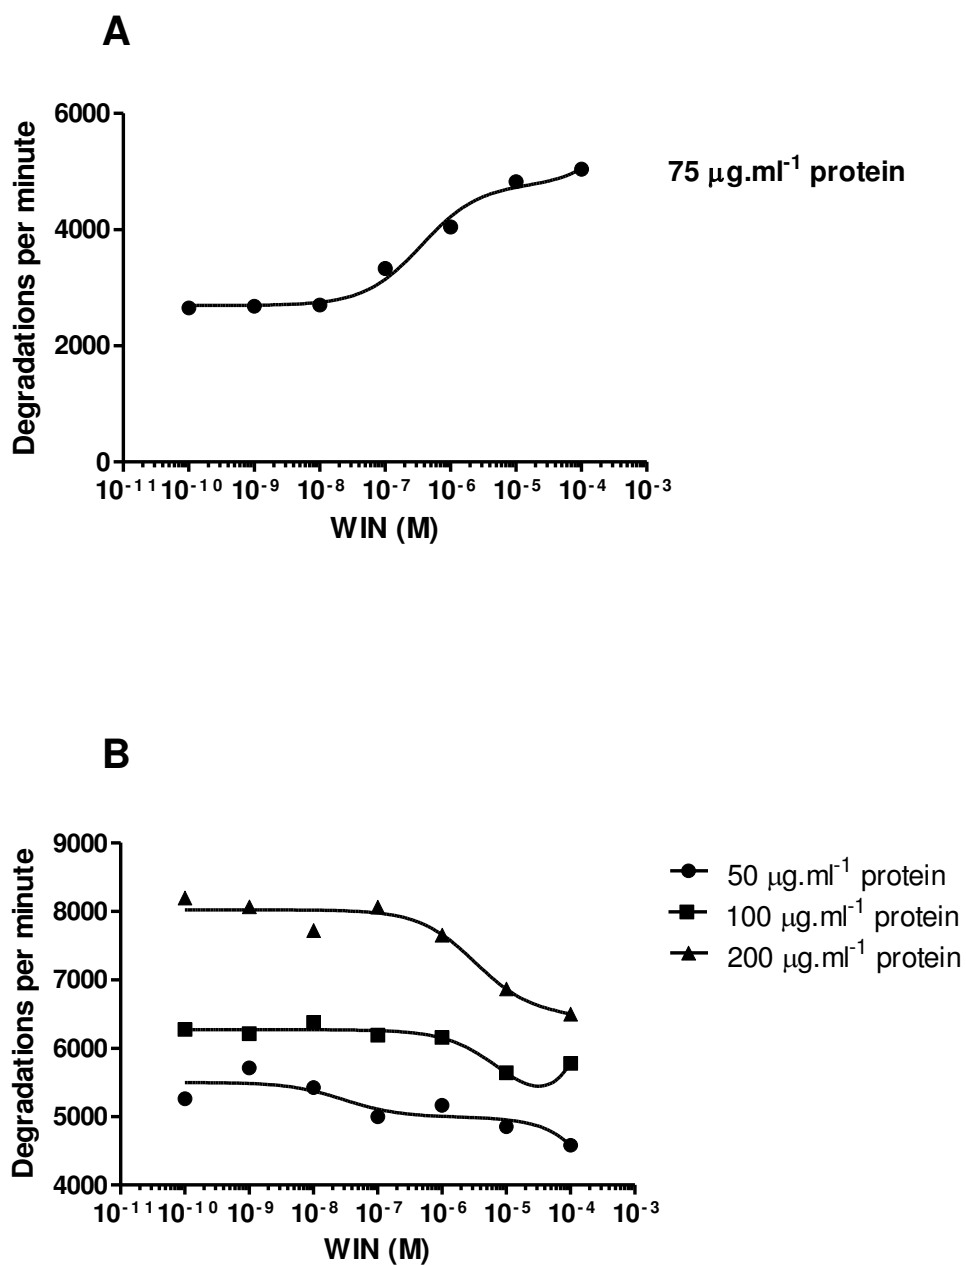 A
Degradations per minute
6000
4000
2000
0
75 μg.ml⁻¹ protein
10⁻¹¹ 10⁻¹⁰ 10⁻⁹ 10⁻⁸ 10⁻⁷ 10⁻⁶ 10⁻⁵ 10⁻⁴ 10⁻³
WIN (M)
B
Degradations per minute
9000
8000
7000
6000
5000
4000
50 μg.ml⁻¹ protein
100 μg.ml⁻¹ protein
200 μg.ml⁻¹ protein
10⁻¹¹ 10⁻¹⁰ 10⁻⁹ 10⁻⁸ 10⁻⁷ 10⁻⁶ 10⁻⁵ 10⁻⁴ 10⁻³
WIN (M)